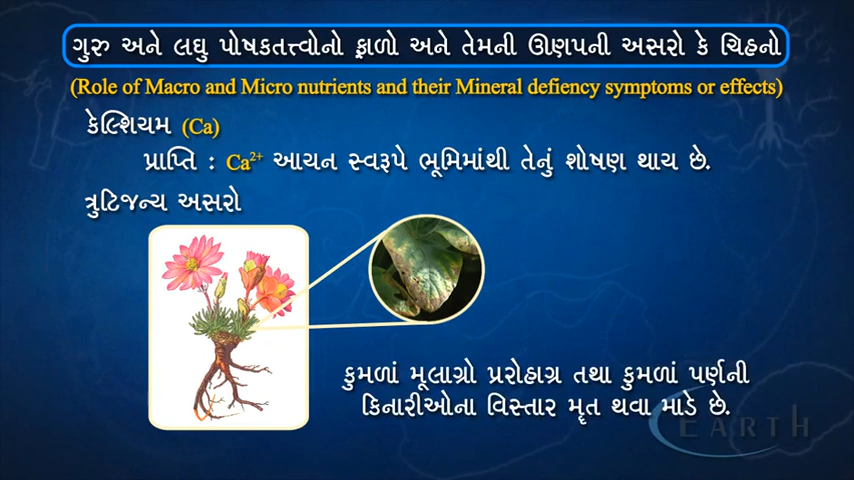 ગુરુ અને લઘુ પોષકતત્ત્વોનો ફાળો અને તેમની ઊણપની અસરો કે ચિહનો
(Role of Macro and Micro nutrients and their Mineral defiency symptoms or effects)
કેલ્શિયમ (Ca)
પ્રાપ્તિ : Ca²⁺ આયન સ્વરૂપે ભૂમિમાંથી તેનું શોષણ થાય છે.
ત્રુટિજન્ય અસરો
કુમળાં મૂલાગ્રો પ્રરોહાગ્ર તથા કુમળાં પર્ણની
કિનારીઓના વિસ્તાર મૃત થવા માડે છે.
EARTH